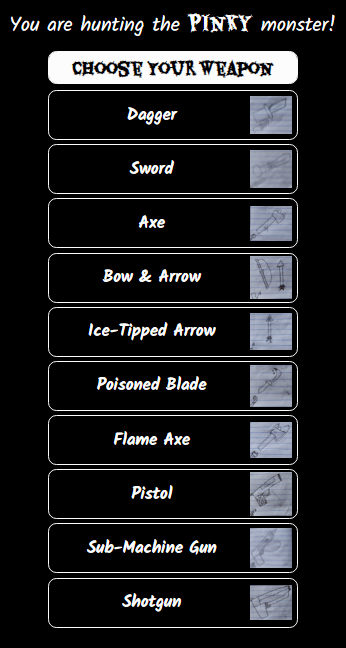 You are hunting the PINKY monster!
CHOOSE YOUR WEAPON
Dagger
Sword
Axe
Bow & Arrow
Ice-Tipped Arrow
Poisoned Blade
Flame Axe
Pistol
Sub-Machine Gun
Shotgun